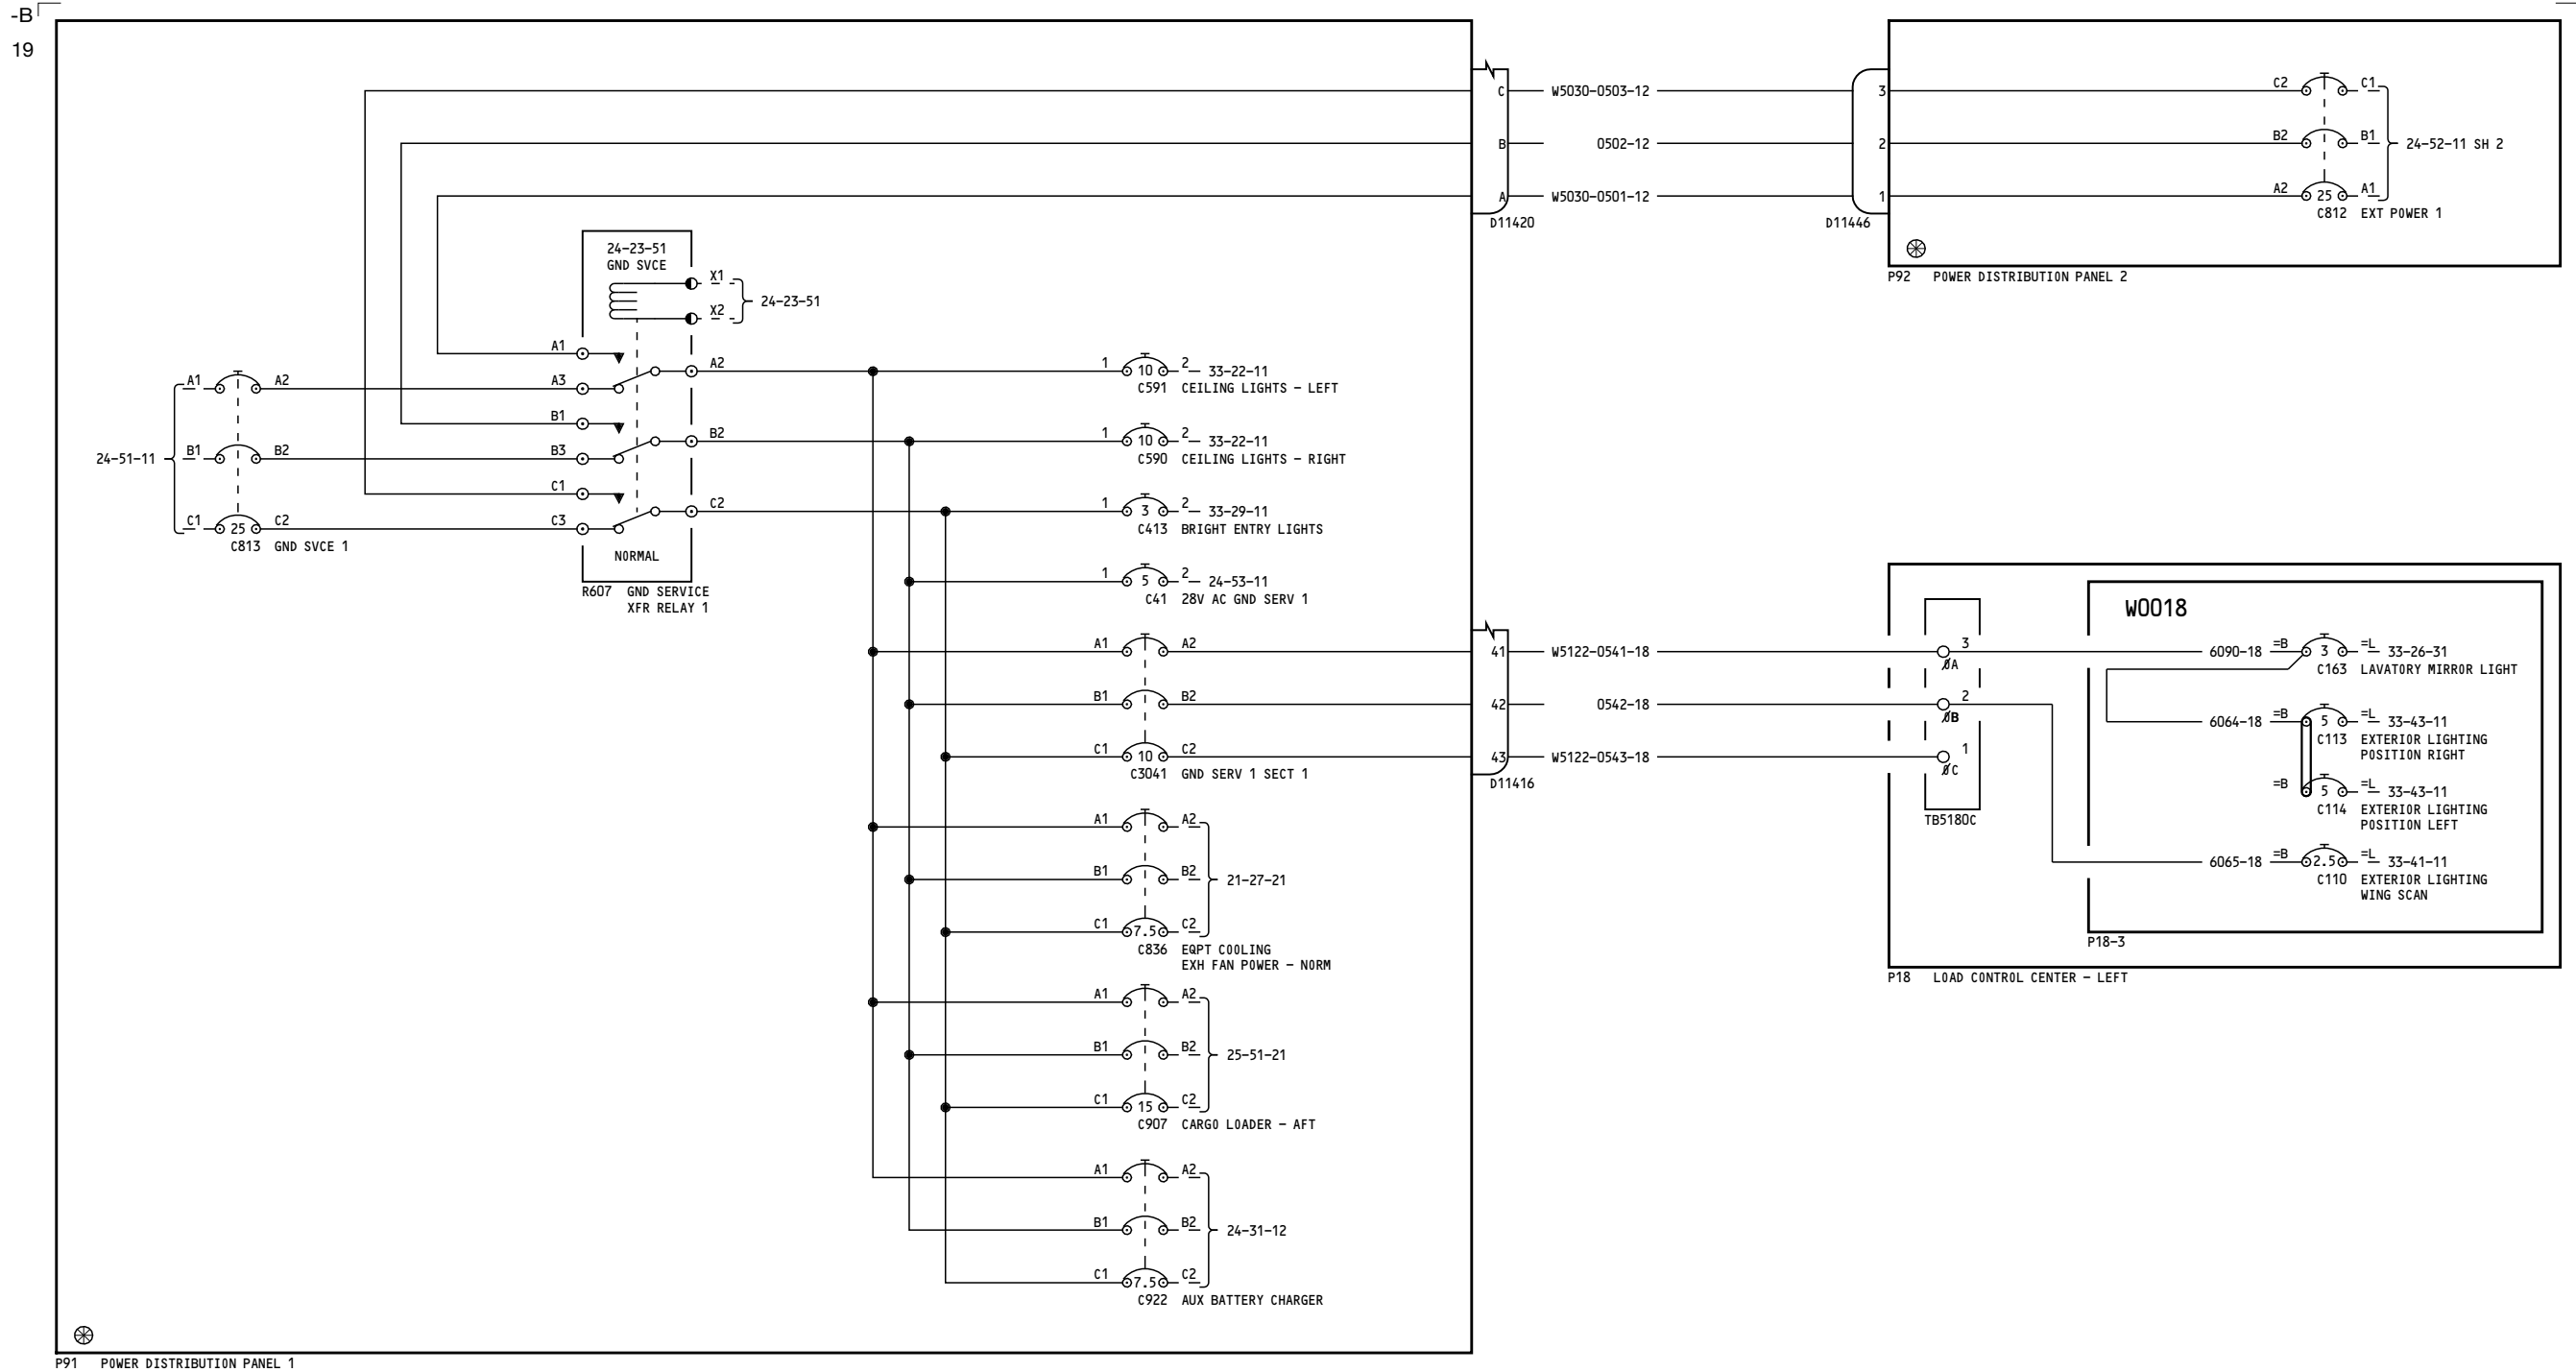 -B
19
C
W5030-0503-12
3
C2
C1
B
0502-12
2
B2
B1
24-52-11 SH 2
A
W5030-0501-12
1
A2
25
A1
D11420
D11446
C812 EXT POWER 1
P92 POWER DISTRIBUTION PANEL 2
24-23-51
GND SVCE
X1
X2
24-23-51
A1
A2
A3
B1
B2
B3
C1
C2
C3
NORMAL
R607 GND SERVICE
XFR RELAY 1
24-51-11
A1
A2
B1
B2
C1
25
C2
C813 GND SVCE 1
1
10
2
33-22-11
C591 CEILING LIGHTS - LEFT
1
10
2
33-22-11
C590 CEILING LIGHTS - RIGHT
1
3
2
33-29-11
C413 BRIGHT ENTRY LIGHTS
1
5
2
24-53-11
C41 28V AC GND SERV 1
A1
A2
B1
B2
C1
10
C2
C3041 GND SERV 1 SECT 1
A1
A2
B1
B2
21-27-21
C1
7.5
C2
C836 EQPT COOLING
EXH FAN POWER - NORM
A1
A2
B1
B2
25-51-21
C1
15
C2
C907 CARGO LOADER - AFT
A1
A2
B1
B2
24-31-12
C1
7.5
C2
C922 AUX BATTERY CHARGER
41
W5122-0541-18
42
0542-18
43
W5122-0543-18
D11416
3
ØA
2
ØB
1
ØC
TB5180C
W0018
6090-18
=B
3
=L
33-26-31
C163 LAVATORY MIRROR LIGHT
6064-18
=B
5
=L
33-43-11
C113 EXTERIOR LIGHTING
POSITION RIGHT
=B
5
=L
33-43-11
C114 EXTERIOR LIGHTING
POSITION LEFT
6065-18
=B
2.5
=L
33-41-11
C110 EXTERIOR LIGHTING
WING SCAN
P18-3
P18 LOAD CONTROL CENTER - LEFT
P91 POWER DISTRIBUTION PANEL 1